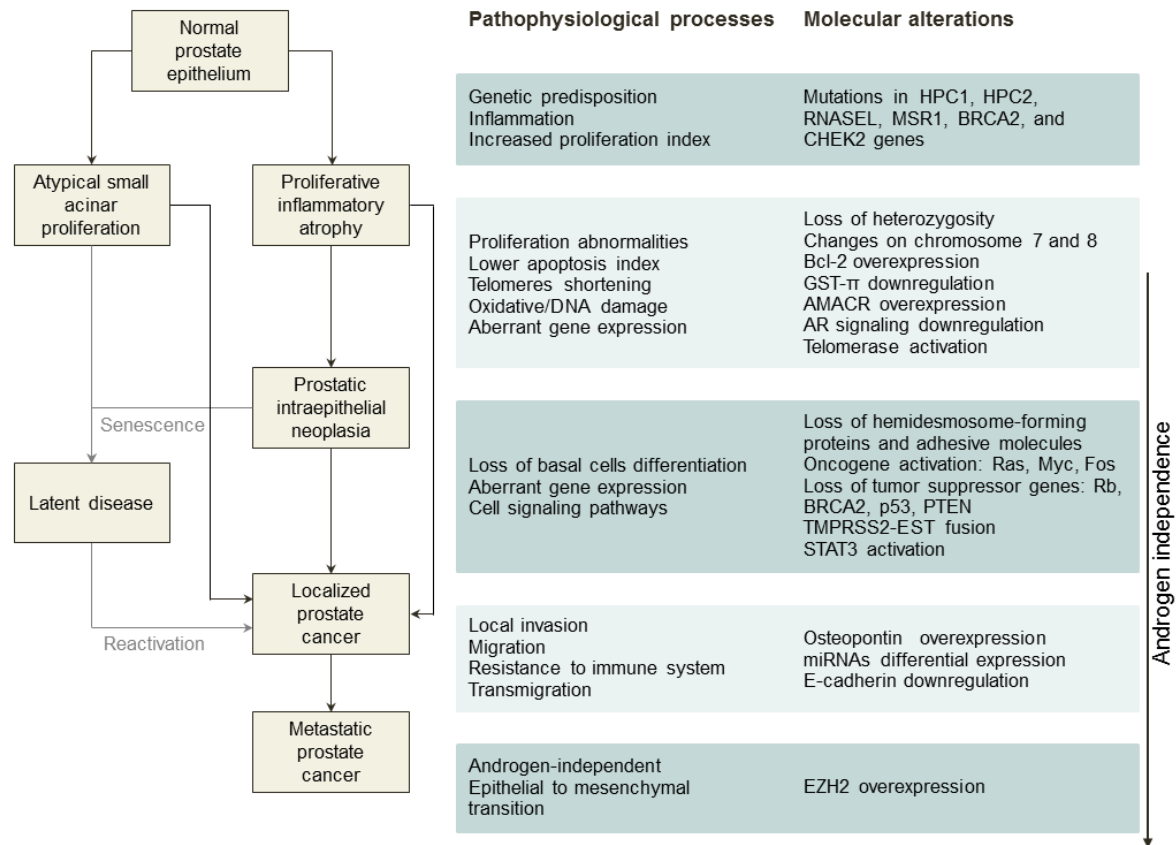 Normal
prostate
epithelium
Atypical small
acinar
proliferation
Proliferative
inflammatory
atrophy
Prostatic
intraepithelial
neoplasia
Senescence
Latent disease
Localized
prostate
cancer
Reactivation
Metastatic
prostate
cancer
Pathophysiological processes
Molecular alterations
Genetic predisposition
Inflammation
Increased proliferation index
Mutations in HPC1, HPC2,
RNASEL, MSR1, BRCA2, and
CHEK2 genes
Proliferation abnormalities
Lower apoptosis index
Telomeres shortening
Oxidative/DNA damage
Aberrant gene expression
Loss of heterozygosity
Changes on chromosome 7 and 8
Bcl-2 overexpression
GST-π downregulation
AMACR overexpression
AR signaling downregulation
Telomerase activation
Loss of basal cells differentiation
Aberrant gene expression
Cell signaling pathways
Loss of hemidesmosome-forming
proteins and adhesive molecules
Oncogene activation: Ras, Myc, Fos
Loss of tumor suppressor genes: Rb,
BRCA2, p53, PTEN
TMPRSS2-EST fusion
STAT3 activation
Local invasion
Migration
Resistance to immune system
Transmigration
Osteopontin overexpression
miRNAs differential expression
E-cadherin downregulation
Androgen-independent
Epithelial to mesenchymal
transition
EZH2 overexpression
Androgen independence